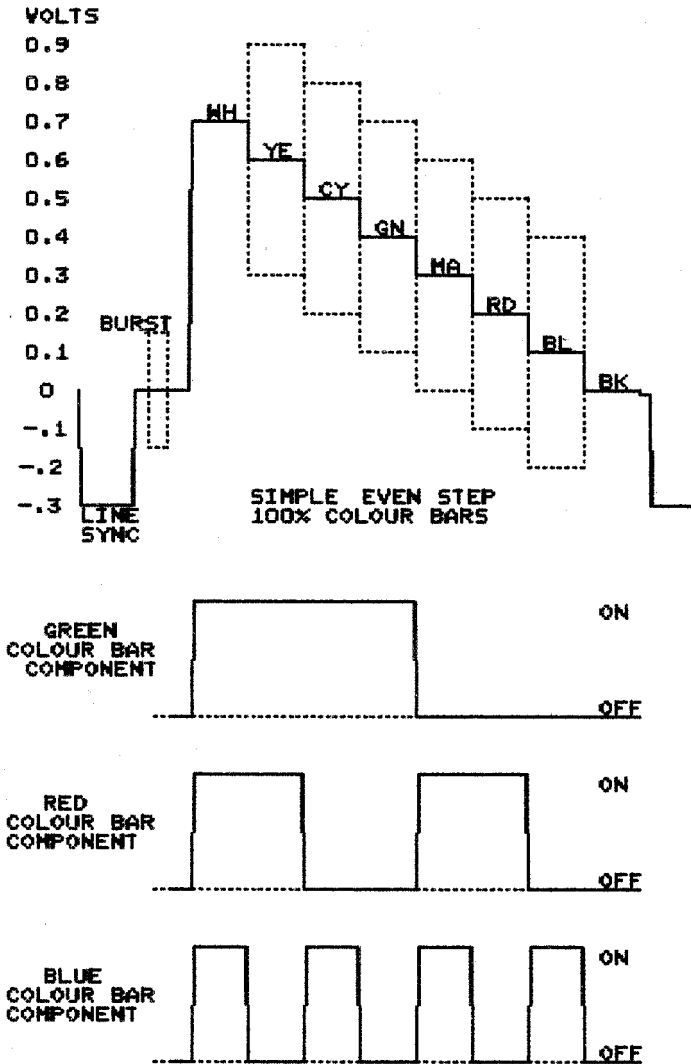 VOLTS
0.9
0.8
0.7
0.6
0.5
0.4
0.3
0.2
0.1
0
-.1
-.2
-.3
WH
YE
CY
GN
MA
RD
BL
BK
BURST
LINE
SYNC
SIMPLE EVEN STEP
100% COLOUR BARS
GREEN
COLOUR BAR
COMPONENT
ON
OFF
RED
COLOUR BAR
COMPONENT
ON
OFF
BLUE
COLOUR BAR
COMPONENT
ON
OFF